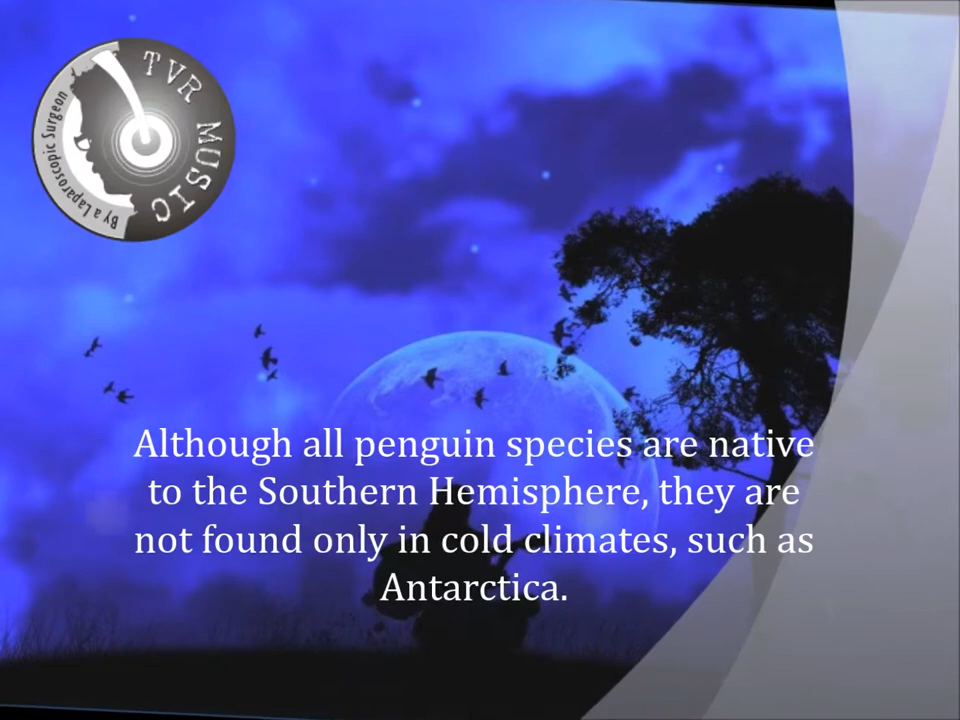 TVR MUSIC
By a Laparoscopic Surgeon
Although all penguin species are native
to the Southern Hemisphere, they are
not found only in cold climates, such as
Antarctica.